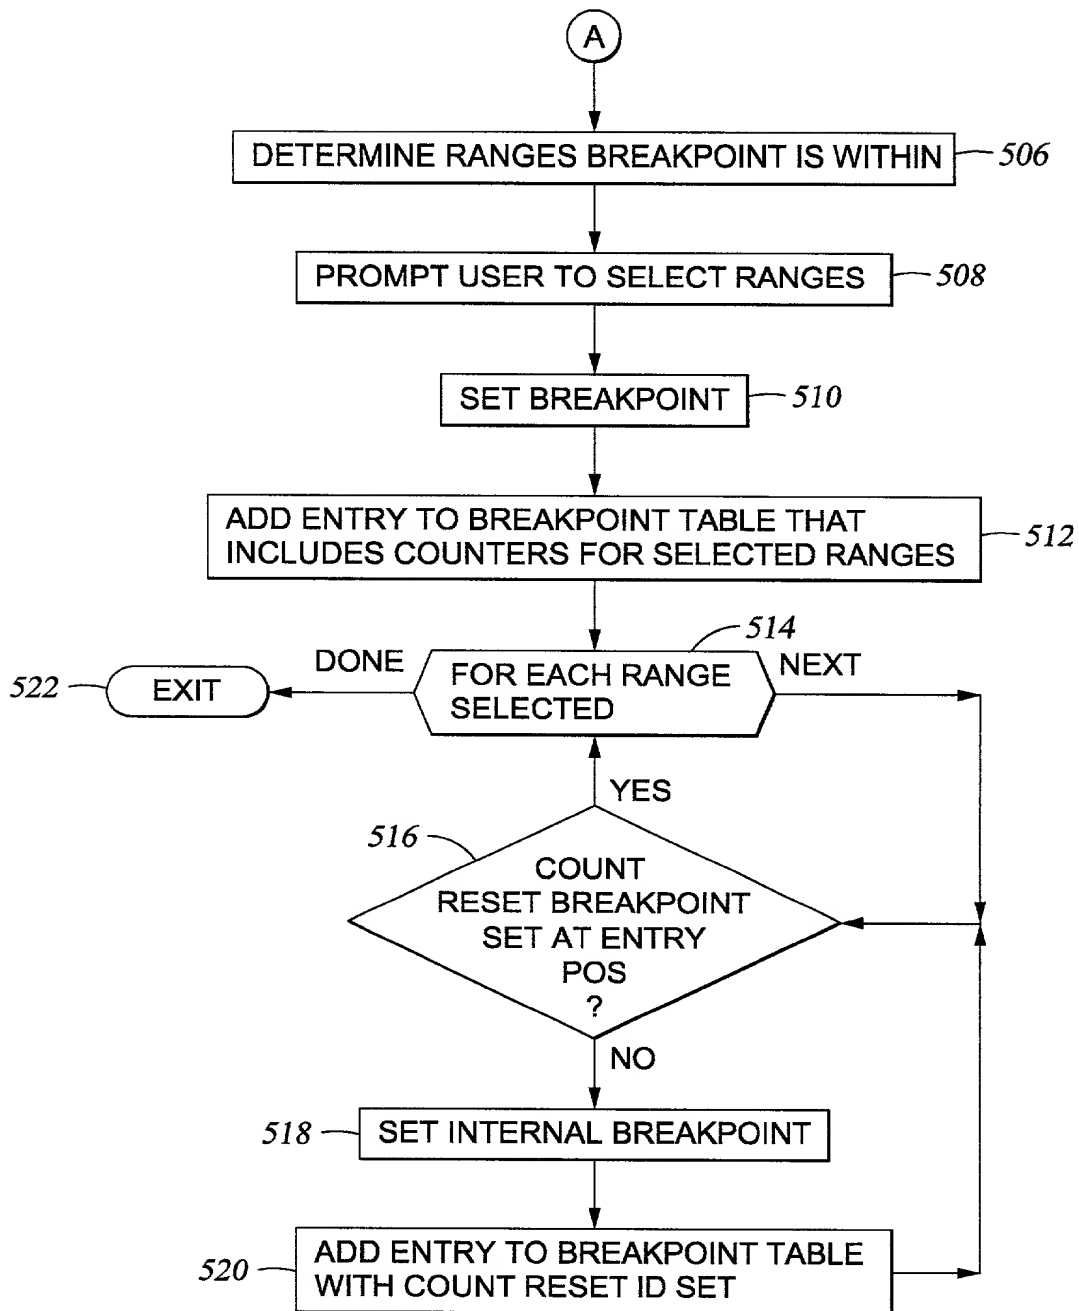 A
DETERMINE RANGES BREAKPOINT IS WITHIN
506
PROMPT USER TO SELECT RANGES
508
SET BREAKPOINT
510
ADD ENTRY TO BREAKPOINT TABLE THAT
INCLUDES COUNTERS FOR SELECTED RANGES
512
514
DONE
FOR EACH RANGE
SELECTED
NEXT
522
EXIT
YES
516
COUNT
RESET BREAKPOINT
SET AT ENTRY
POS
?
NO
518
SET INTERNAL BREAKPOINT
520
ADD ENTRY TO BREAKPOINT TABLE
WITH COUNT RESET ID SET